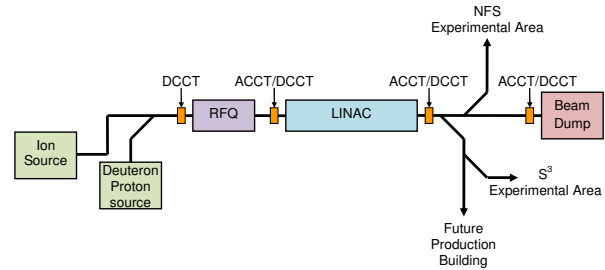 NFS
Experimental Area
DCCT
ACCT/DCCT
ACCT/DCCT
ACCT/DCCT
RFQ
LINAC
Beam
Dump
Ion
Source
Deuteron
Proton
source
S³
Experimental Area
Future
Production
Building